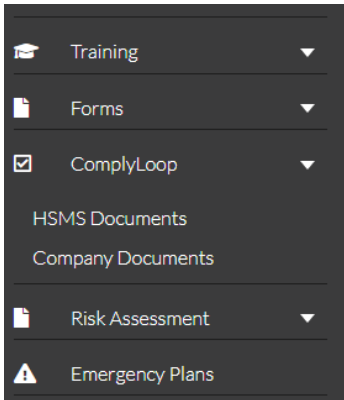 Training
Forms
ComplyLoop
HSMS Documents
Company Documents
Risk Assessment
Emergency Plans